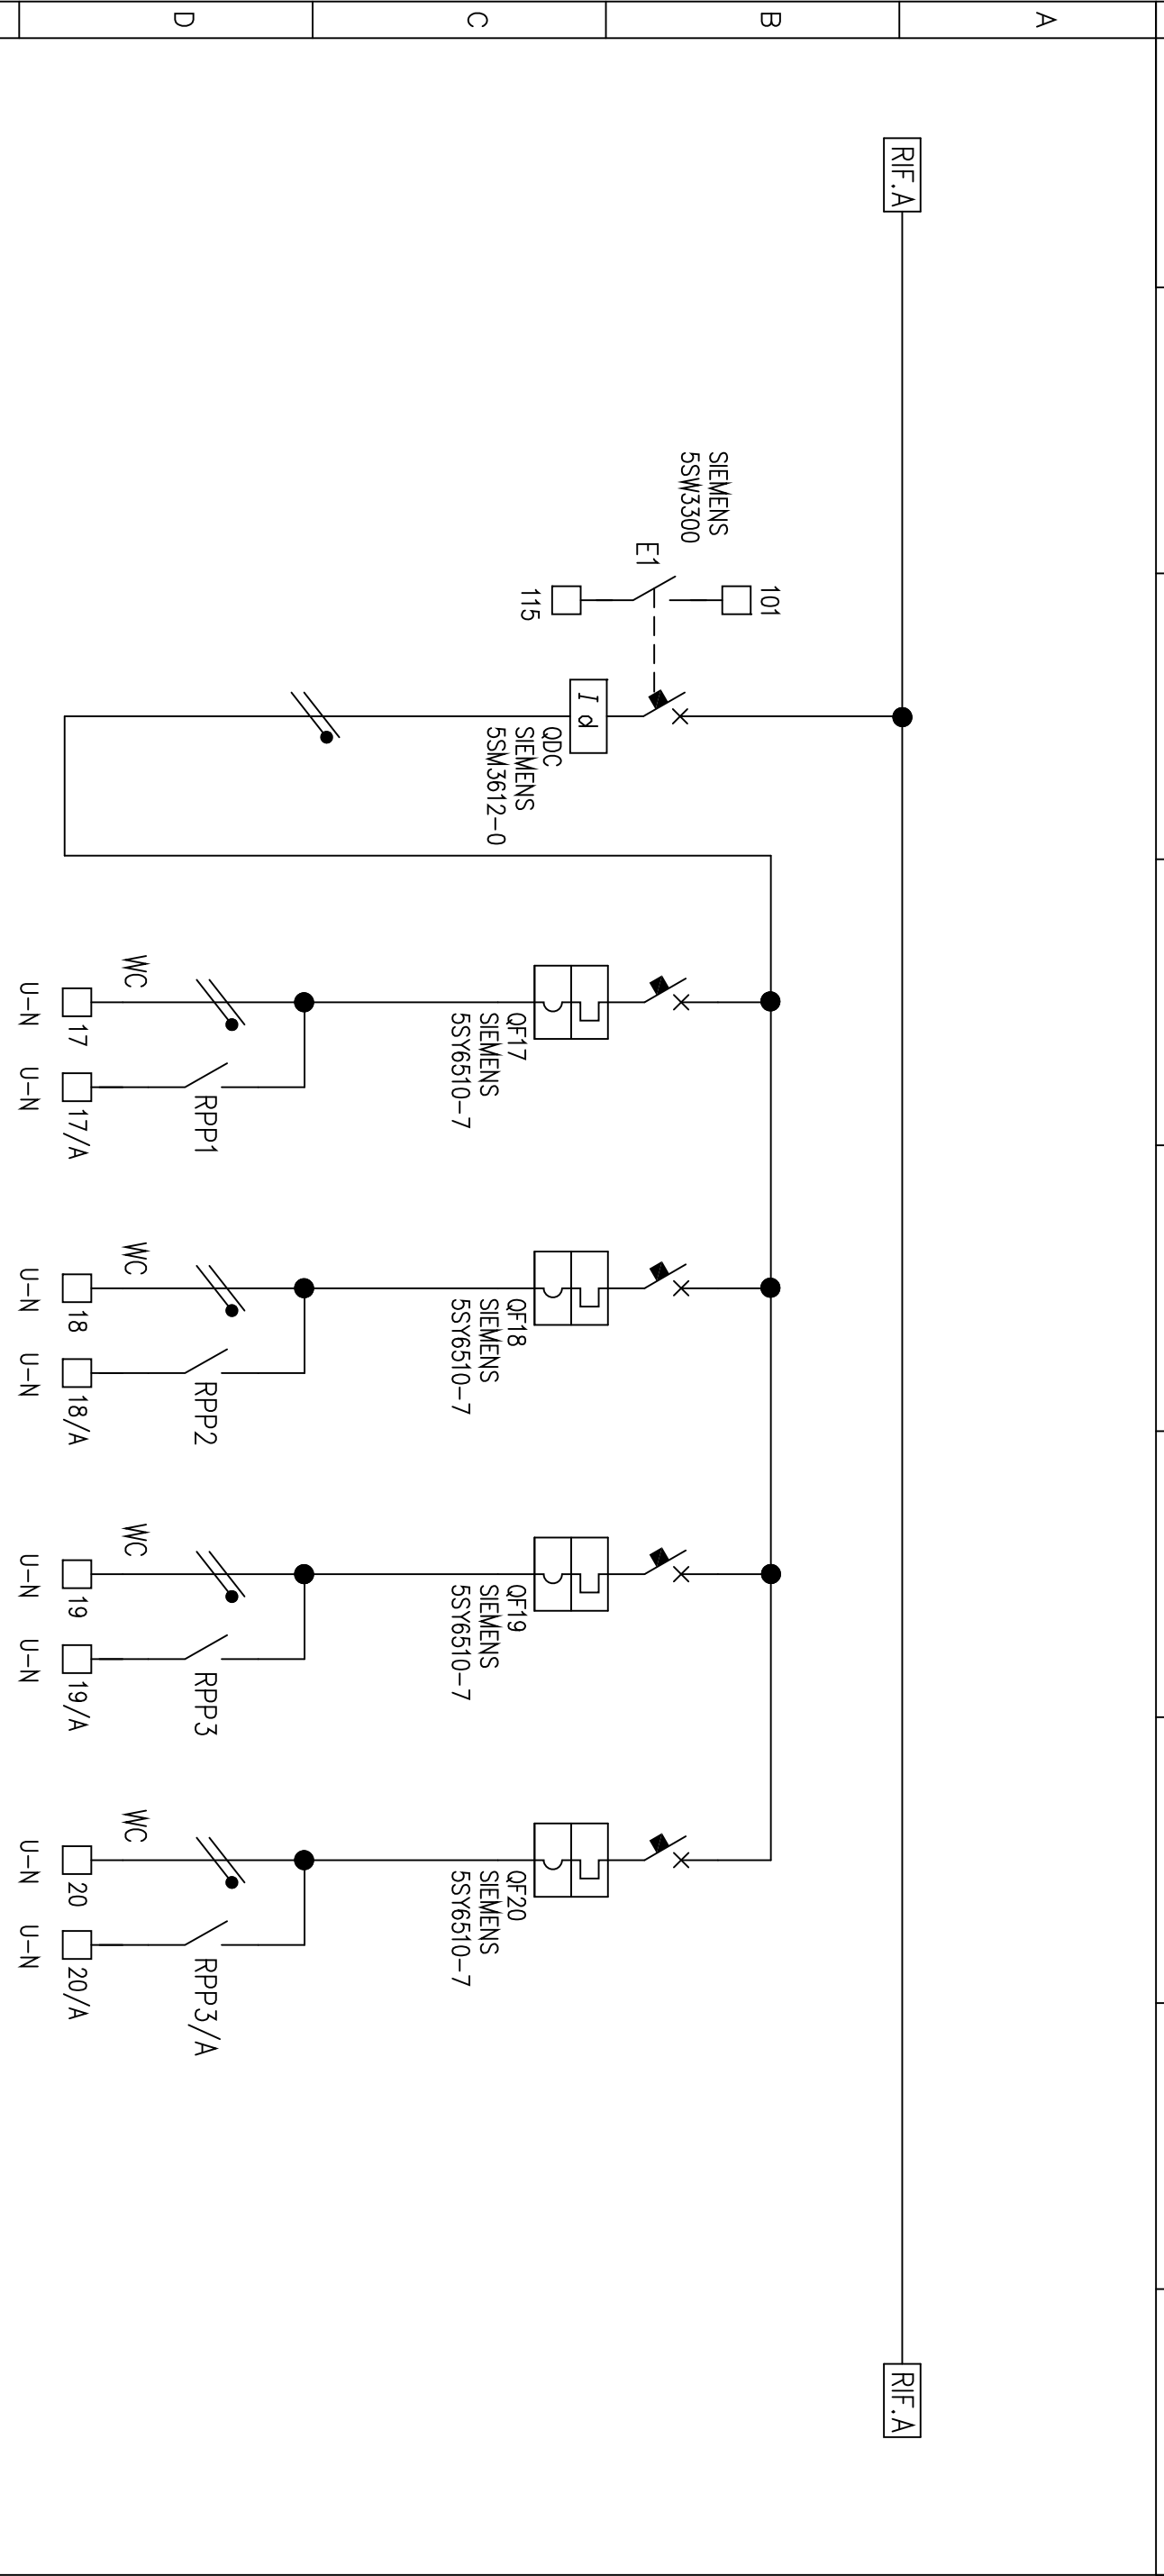 A
B
C
D
RIF.A
RIF.A
SIEMENS
5SW3300
E1
101
115
I d
QDC
SIEMENS
5SM3612-0
QF17
SIEMENS
5SY6510-7
QF18
SIEMENS
5SY6510-7
QF19
SIEMENS
5SY6510-7
QF20
SIEMENS
5SY6510-7
WC
RPP1
WC
RPP2
WC
RPP3
WC
RPP3/A
17
17/A
18
18/A
19
19/A
20
20/A
U-N
U-N
U-N
U-N
U-N
U-N
U-N
U-N